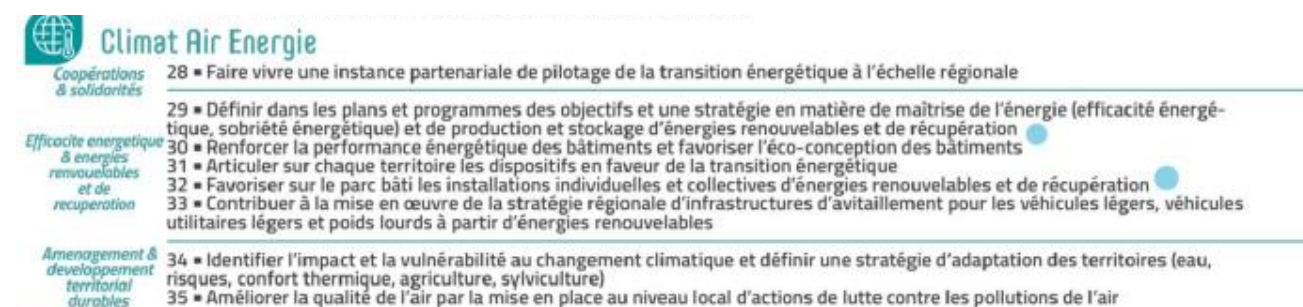 Climat Air Energie
Coopérations
& solidarités
28 ▪ Faire vivre une instance partenariale de pilotage de la transition énergétique à l'échelle régionale
29 ▪ Définir dans les plans et programmes des objectifs et une stratégie en matière de maîtrise de l'énergie (efficacité énergé-
tique, sobriété énergétique) et de production et stockage d'énergies renouvelables et de récupération
Efficacite energetique
& energies
renvouelables
et de
recuperation
30 ▪ Renforcer la performance énergétique des bâtiments et favoriser l'éco-conception des bâtiments
31 ▪ Articuler sur chaque territoire les dispositifs en faveur de la transition énergétique
32 ▪ Favoriser sur le parc bâti les installations individuelles et collectives d'énergies renouvelables et de récupération
33 ▪ Contribuer à la mise en œuvre de la stratégie régionale d'infrastructures d'avitaillement pour les véhicules légers, véhicules
utilitaires légers et poids lourds à partir d'énergies renouvelables
Amenagement &
developpement
territorial
durables
34 ▪ Identifier l'impact et la vulnérabilité au changement climatique et définir une stratégie d'adaptation des territoires (eau,
risques, confort thermique, agriculture, sylviculture)
35 ▪ Améliorer la qualité de l'air par la mise en place au niveau local d'actions de lutte contre les pollutions de l'air